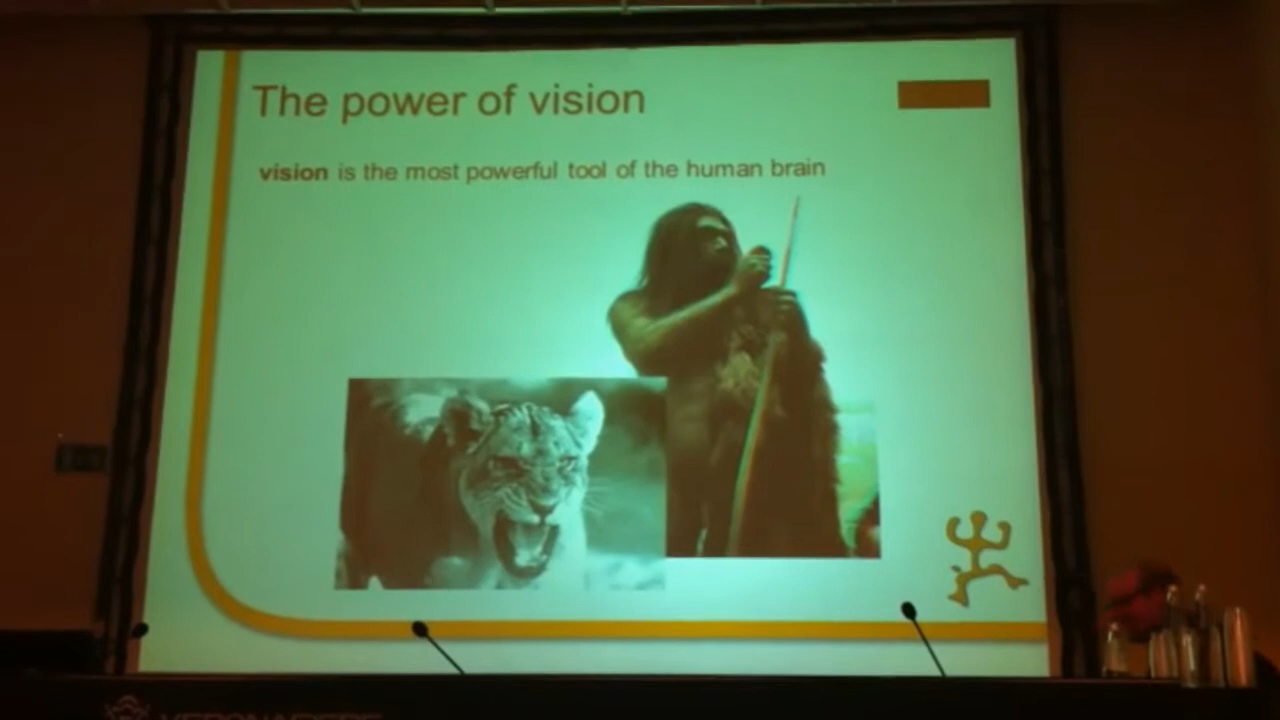 The power of vision
vision is the most powerful tool of the human brain